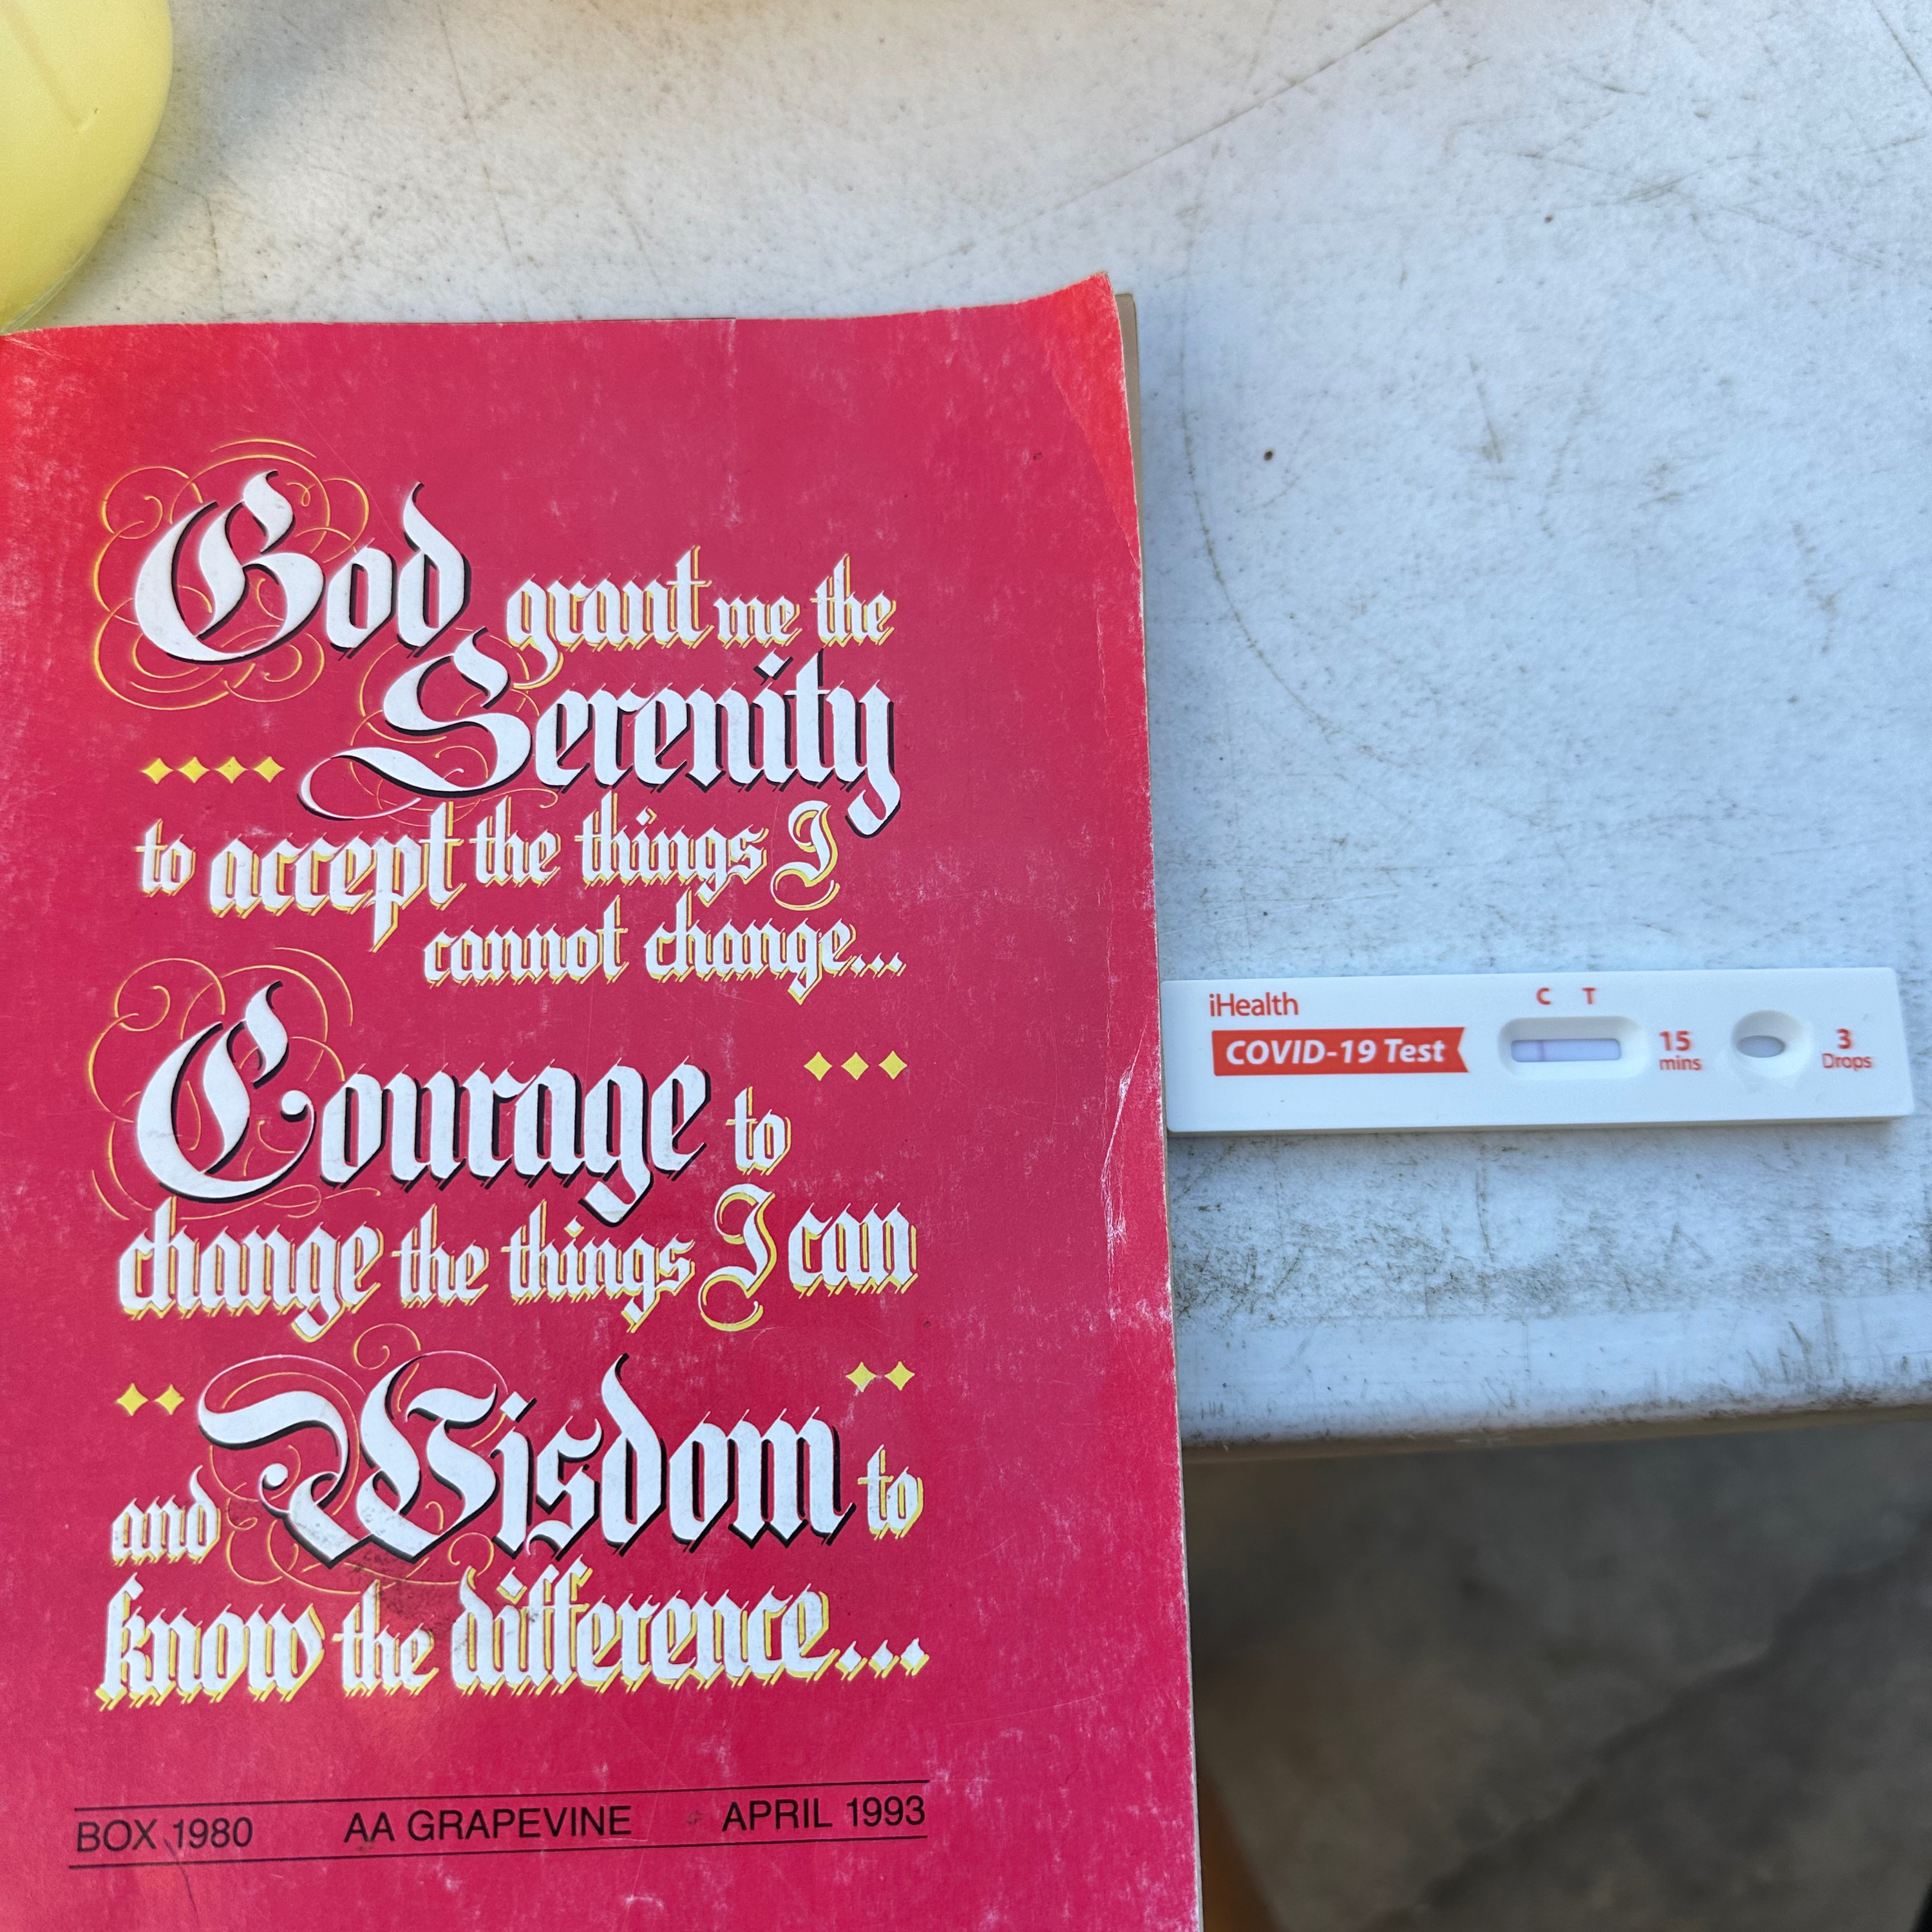 God grant me the
Serenity
to accept the things I
cannot change...
Courage to
change the things I can
and Wisdom to
know the difference...
BOX 1980 AA GRAPEVINE APRIL 1993
iHealth
COVID-19 Test
C T
15
mins
3
Drops